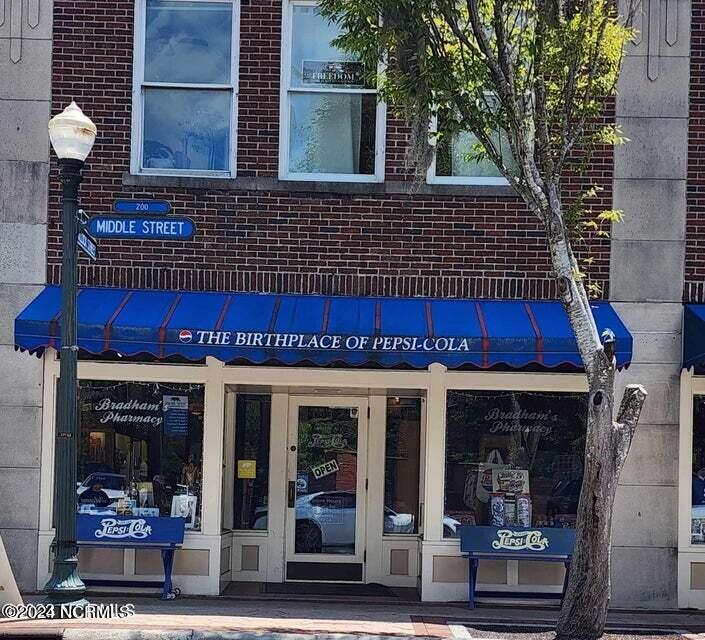 FREEDOM
200
MIDDLE STREET
THE BIRTHPLACE OF PEPSI-COLA
Bradham's
Pharmacy
Bradham's
Pharmacy
OPEN
PEPSI-COLA
PEPSI-COLA
© 2024 NCRMLS